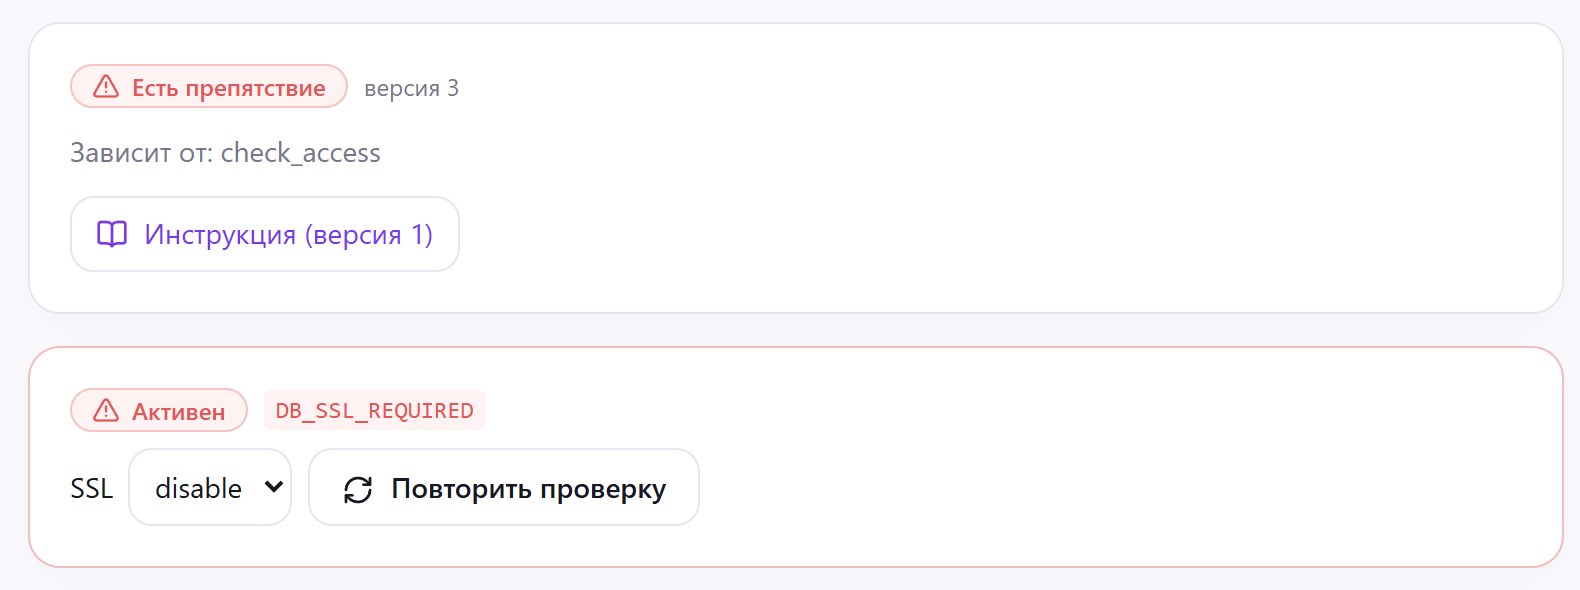 Есть препятствие версия 3
Зависит от: check_access
Инструкция (версия 1)
Активен DB_SSL_REQUIRED
SSL disable Повторить проверку